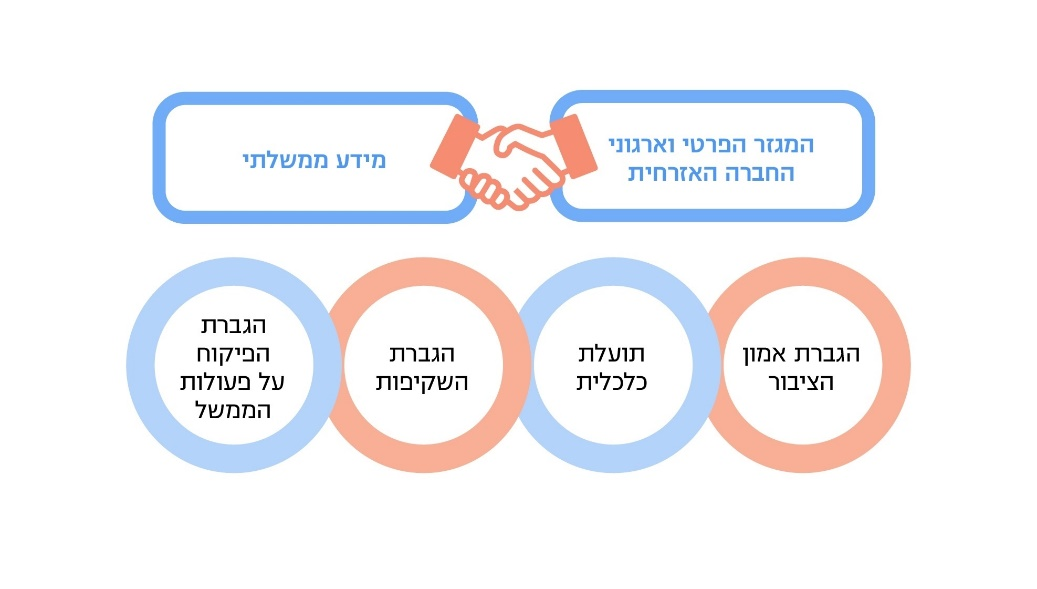 המגזר הפרטי וארגוני
החברה האזרחית
מידע ממשלתי
הגברת אמון
הציבור
תועלת
כלכלית
הגברת
השקיפות
הגברת
הפיקוח
על פעולות
הממשל